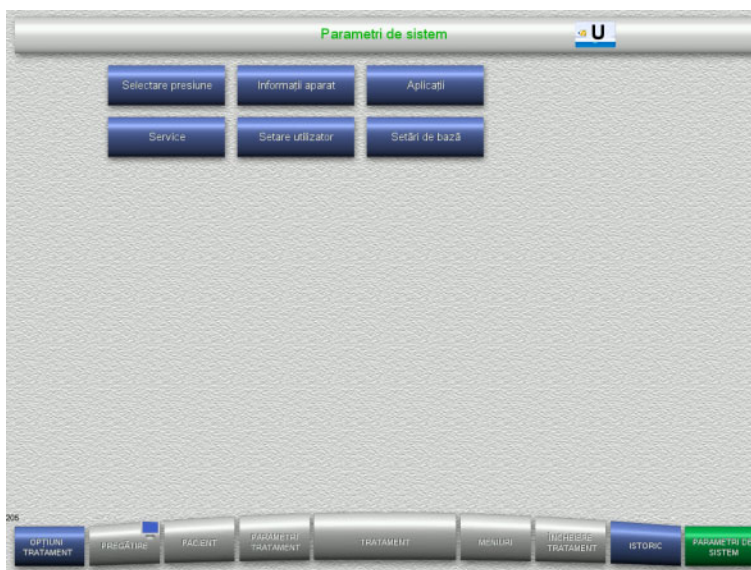 Parametri de sistem
U
Selectare presiune
Informații aparat
Aplicații
Service
Setare utilizator
Setări de bază
205
OPȚIUNI
TRATAMENT
PREGĂTIRE
PACIENT
PARAMETRI
TRATAMENT
TRATAMENT
MENIURI
ÎNCHEIERE
TRATAMENT
ISTORIC
PARAMETRI DE
SISTEM